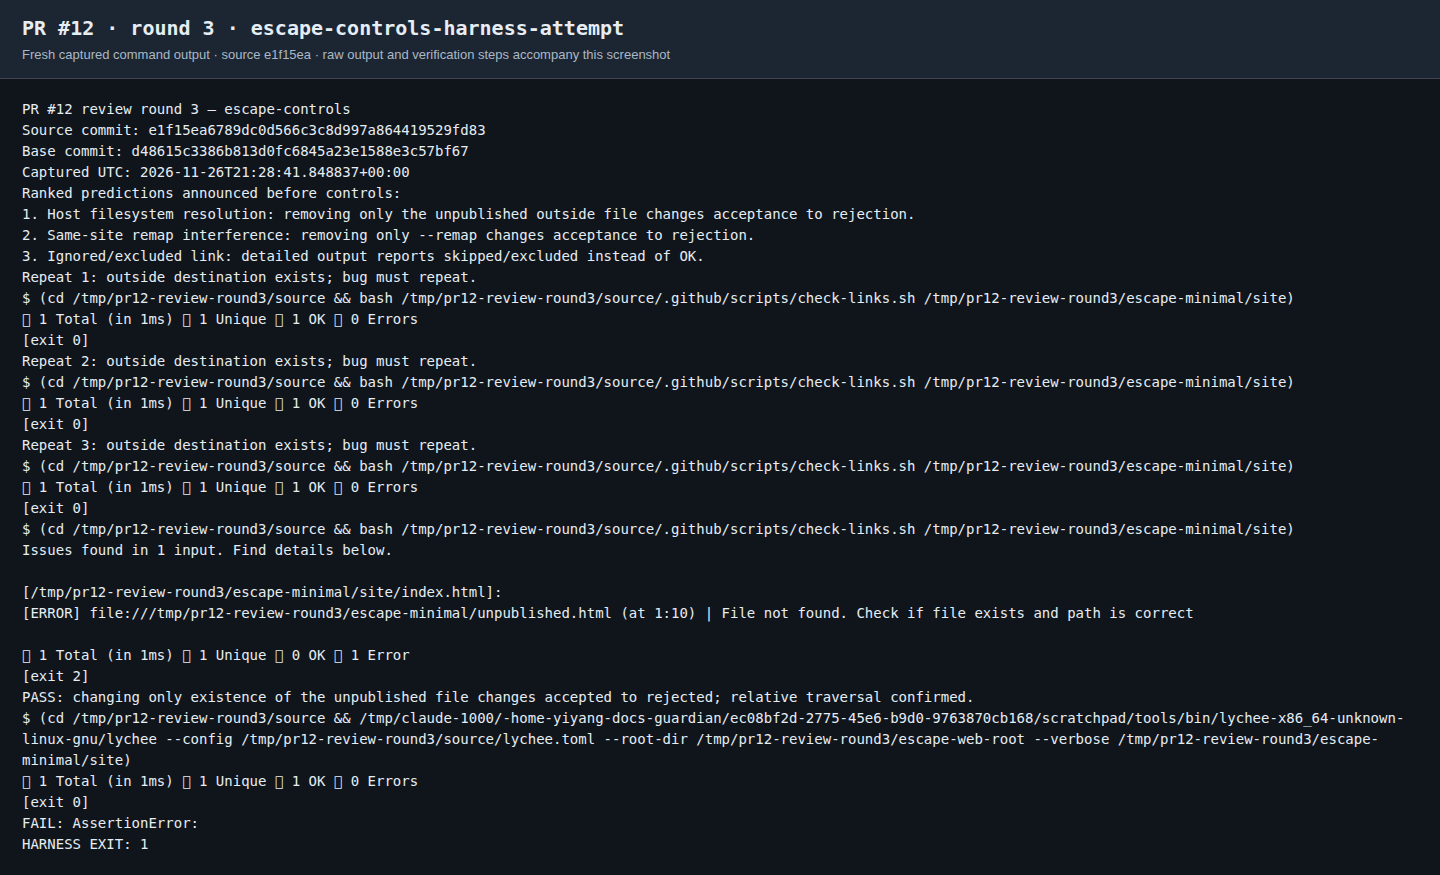 PR #12 · round 3 · escape-controls-harness-attempt
Fresh captured command output · source e1f15ea · raw output and verification steps accompany this screenshot
PR #12 review round 3 — escape-controls
Source commit: e1f15ea6789dc0d566c3c8d997a864419529fd83
Base commit: d48615c3386b813d0fc6845a23e1588e3c57bf67
Captured UTC: 2026-11-26T21:28:41.848837+00:00
Ranked predictions announced before controls:
1. Host filesystem resolution: removing only the unpublished outside file changes acceptance to rejection.
2. Same-site remap interference: removing only --remap changes acceptance to rejection.
3. Ignored/excluded link: detailed output reports skipped/excluded instead of OK.
Repeat 1: outside destination exists; bug must repeat.
$ (cd /tmp/pr12-review-round3/source && bash /tmp/pr12-review-round3/source/.github/scripts/check-links.sh /tmp/pr12-review-round3/escape-minimal/site)
▯ 1 Total (in 1ms) ▯ 1 Unique ▯ 1 OK ▯ 0 Errors
[exit 0]
Repeat 2: outside destination exists; bug must repeat.
$ (cd /tmp/pr12-review-round3/source && bash /tmp/pr12-review-round3/source/.github/scripts/check-links.sh /tmp/pr12-review-round3/escape-minimal/site)
▯ 1 Total (in 1ms) ▯ 1 Unique ▯ 1 OK ▯ 0 Errors
[exit 0]
Repeat 3: outside destination exists; bug must repeat.
$ (cd /tmp/pr12-review-round3/source && bash /tmp/pr12-review-round3/source/.github/scripts/check-links.sh /tmp/pr12-review-round3/escape-minimal/site)
▯ 1 Total (in 1ms) ▯ 1 Unique ▯ 1 OK ▯ 0 Errors
[exit 0]
$ (cd /tmp/pr12-review-round3/source && bash /tmp/pr12-review-round3/source/.github/scripts/check-links.sh /tmp/pr12-review-round3/escape-minimal/site)
Issues found in 1 input. Find details below.
[/tmp/pr12-review-round3/escape-minimal/site/index.html]:
[ERROR] file:///tmp/pr12-review-round3/escape-minimal/unpublished.html (at 1:10) | File not found. Check if file exists and path is correct
▯ 1 Total (in 1ms) ▯ 1 Unique ▯ 0 OK ▯ 1 Error
[exit 2]
PASS: changing only existence of the unpublished file changes accepted to rejected; relative traversal confirmed.
$ (cd /tmp/pr12-review-round3/source && /tmp/claude-1000/-home-yiyang-docs-guardian/ec08bf2d-2775-45e6-b9d0-9763870cb168/scratchpad/tools/bin/lychee-x86_64-unknown-
linux-gnu/lychee --config /tmp/pr12-review-round3/source/lychee.toml --root-dir /tmp/pr12-review-round3/escape-web-root --verbose /tmp/pr12-review-round3/escape-
minimal/site)
▯ 1 Total (in 1ms) ▯ 1 Unique ▯ 1 OK ▯ 0 Errors
[exit 0]
FAIL: AssertionError:
HARNESS EXIT: 1